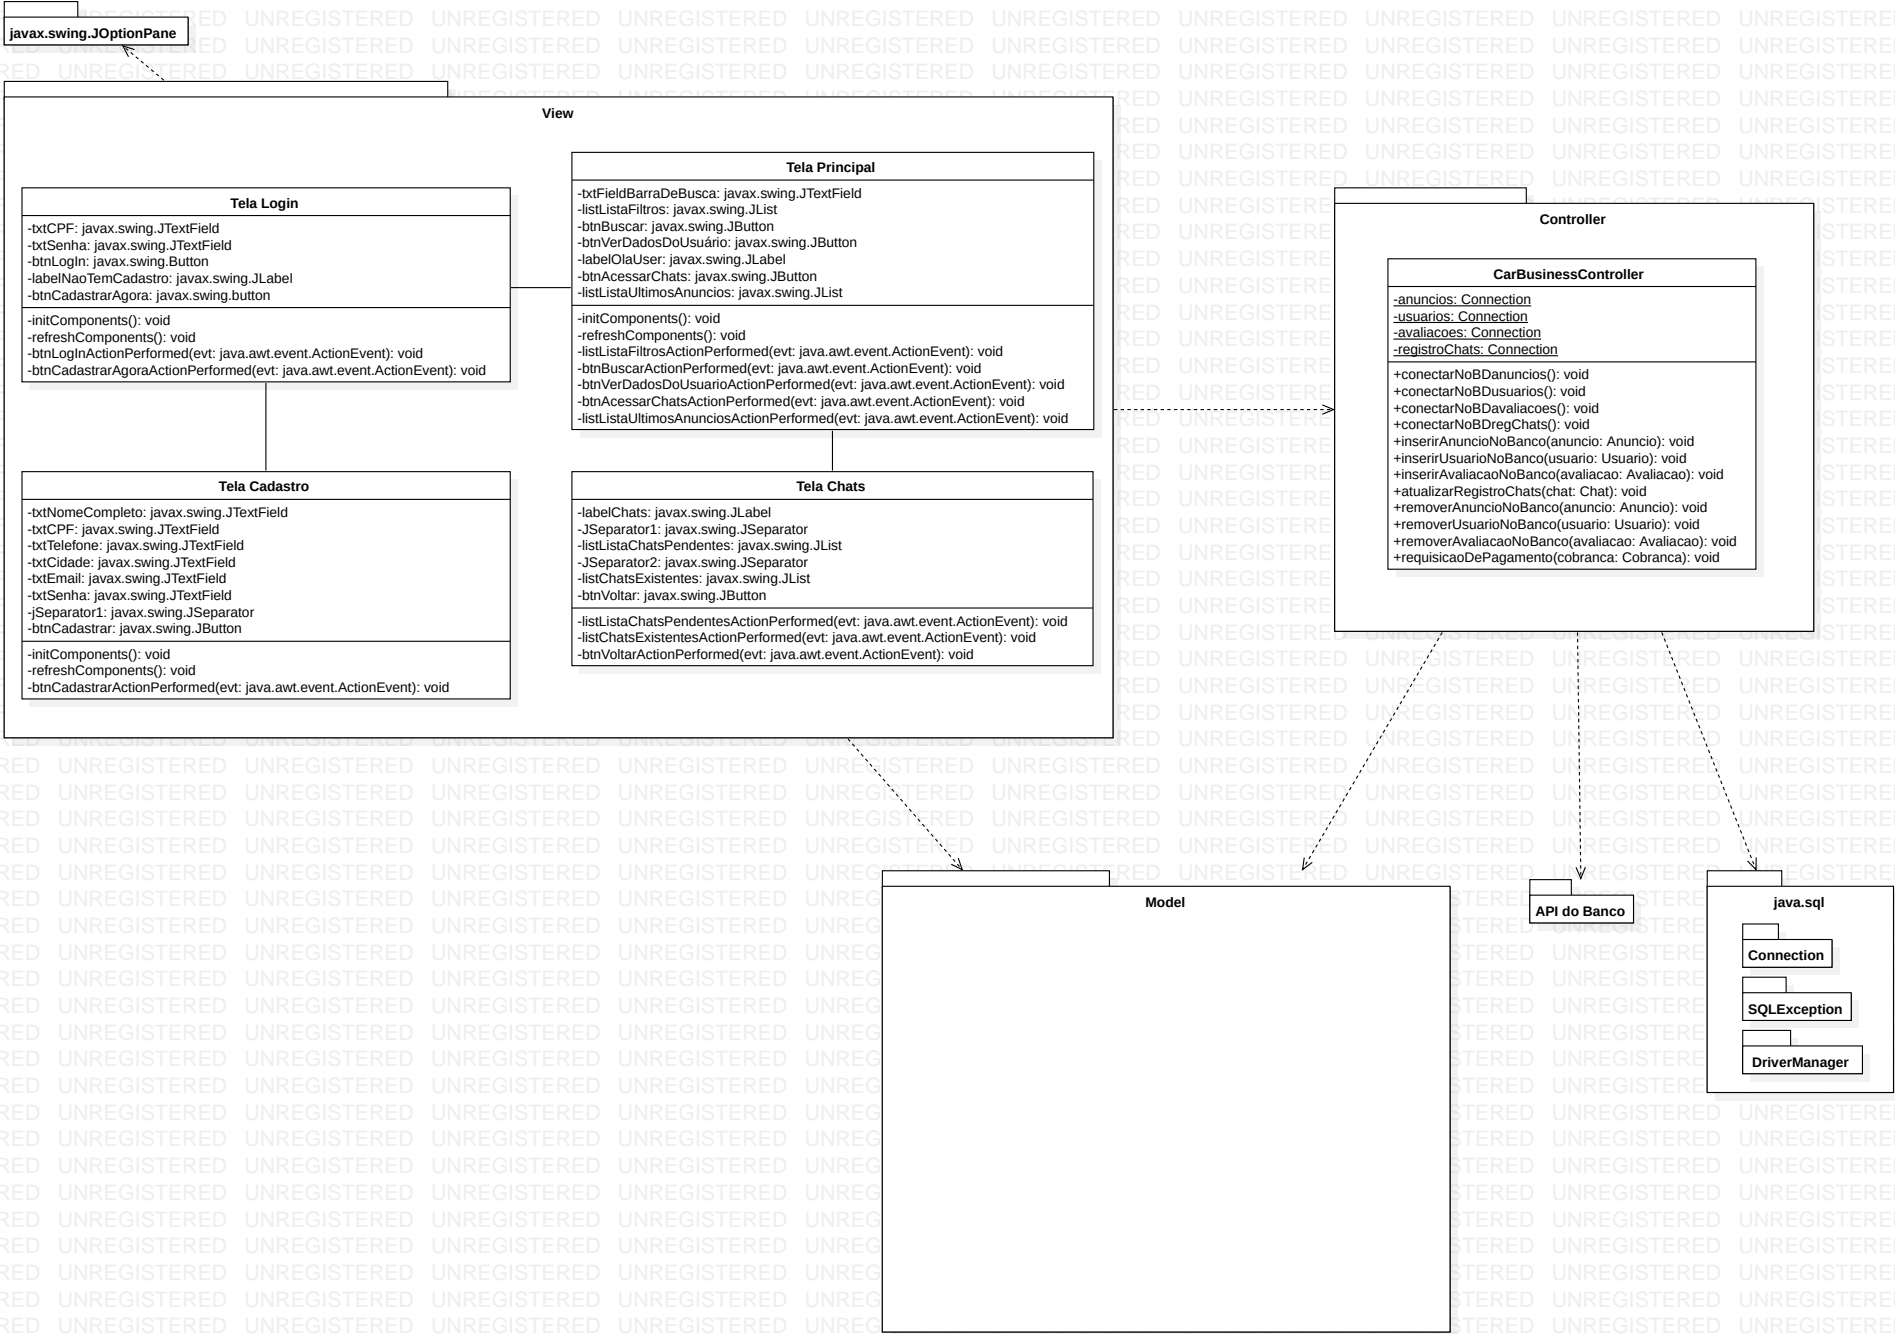 javax.swing.JOptionPane
View
Tela Login
-txtCPF: javax.swing.JTextField
-txtSenha: javax.swing.JTextField
-btnLogIn: javax.swing.Button
-labelNaoTemCadastro: javax.swing.JLabel
-btnCadastrarAgora: javax.swing.button
-initComponents(): void
-refreshComponents(): void
-btnLogInActionPerformed(evt: java.awt.event.ActionEvent): void
-btnCadastrarAgoraActionPerformed(evt: java.awt.event.ActionEvent): void
Tela Principal
-txtFieldBarraDeBusca: javax.swing.JTextField
-listListaFiltros: javax.swing.JList
-btnBuscar: javax.swing.JButton
-btnVerDadosDoUsuário: javax.swing.JButton
-labelOlaUser: javax.swing.JLabel
-btnAcessarChats: javax.swing.JButton
-listListaUltimosAnuncios: javax.swing.JList
-initComponents(): void
-refreshComponents(): void
-listListaFiltrosActionPerformed(evt: java.awt.event.ActionEvent): void
-btnBuscarActionPerformed(evt: java.awt.event.ActionEvent): void
-btnVerDadosDoUsuarioActionPerformed(evt: java.awt.event.ActionEvent): void
-btnAcessarChatsActionPerformed(evt: java.awt.event.ActionEvent): void
-listListaUltimosAnunciosActionPerformed(evt: java.awt.event.ActionEvent): void
Tela Cadastro
-txtNomeCompleto: javax.swing.JTextField
-txtCPF: javax.swing.JTextField
-txtTelefone: javax.swing.JTextField
-txtCidade: javax.swing.JTextField
-txtEmail: javax.swing.JTextField
-txtSenha: javax.swing.JTextField
-jSeparator1: javax.swing.JSeparator
-btnCadastrar: javax.swing.JButton
-initComponents(): void
-refreshComponents(): void
-btnCadastrarActionPerformed(evt: java.awt.event.ActionEvent): void
Tela Chats
-labelChats: javax.swing.JLabel
-JSeparator1: javax.swing.JSeparator
-listListaChatsPendentes: javax.swing.JList
-JSeparator2: javax.swing.JSeparator
-listChatsExistentes: javax.swing.JList
-btnVoltar: javax.swing.JButton
-listListaChatsPendentesActionPerformed(evt: java.awt.event.ActionEvent): void
-listChatsExistentesActionPerformed(evt: java.awt.event.ActionEvent): void
-btnVoltarActionPerformed(evt: java.awt.event.ActionEvent): void
Controller
CarBusinessController
-anuncios: Connection
-usuarios: Connection
-avaliacoes: Connection
-registroChats: Connection
+conectarNoBDanuncios(): void
+conectarNoBDusuarios(): void
+conectarNoBDavaliacoes(): void
+conectarNoBDregChats(): void
+inserirAnuncioNoBanco(anuncio: Anuncio): void
+inserirUsuarioNoBanco(usuario: Usuario): void
+inserirAvaliacaoNoBanco(avaliacao: Avaliacao): void
+atualizarRegistroChats(chat: Chat): void
+removerAnuncioNoBanco(anuncio: Anuncio): void
+removerUsuarioNoBanco(usuario: Usuario): void
+removerAvaliacaoNoBanco(avaliacao: Avaliacao): void
+requisicaoDePagamento(cobranca: Cobranca): void
Model
API do Banco
java.sql
Connection
SQLException
DriverManager